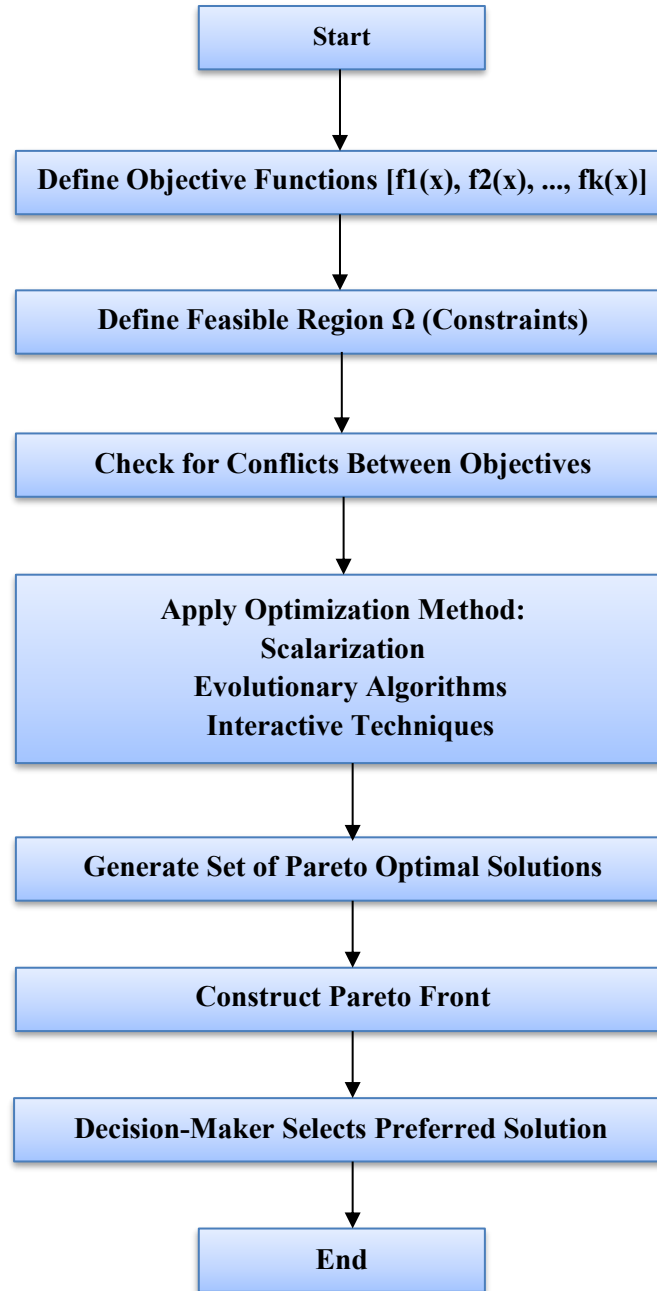 Start
Define Objective Functions [f1(x), f2(x), ..., fk(x)]
Define Feasible Region Ω (Constraints)
Check for Conflicts Between Objectives
Apply Optimization Method:
Scalarization
Evolutionary Algorithms
Interactive Techniques
Generate Set of Pareto Optimal Solutions
Construct Pareto Front
Decision-Maker Selects Preferred Solution
End